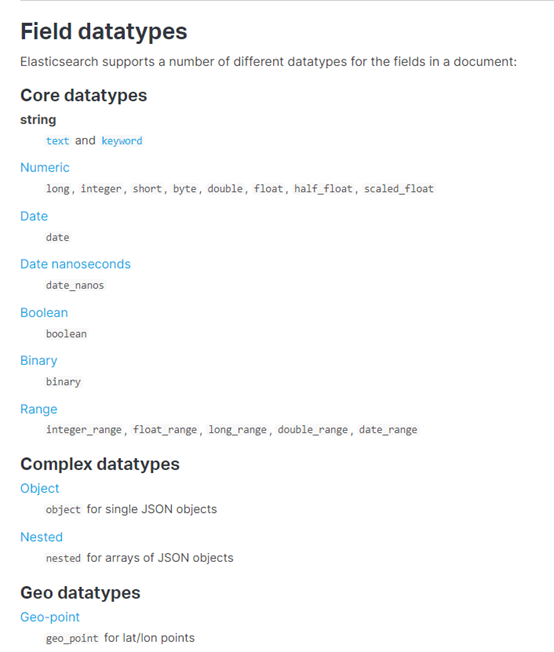 Field datatypes
Elasticsearch supports a number of different datatypes for the fields in a document:
Core datatypes
string
text and keyword
Numeric
long, integer, short, byte, double, float, half_float, scaled_float
Date
date
Date nanoseconds
date_nanos
Boolean
boolean
Binary
binary
Range
integer_range, float_range, long_range, double_range, date_range
Complex datatypes
Object
object for single JSON objects
Nested
nested for arrays of JSON objects
Geo datatypes
Geo-point
geo_point for lat/lon points